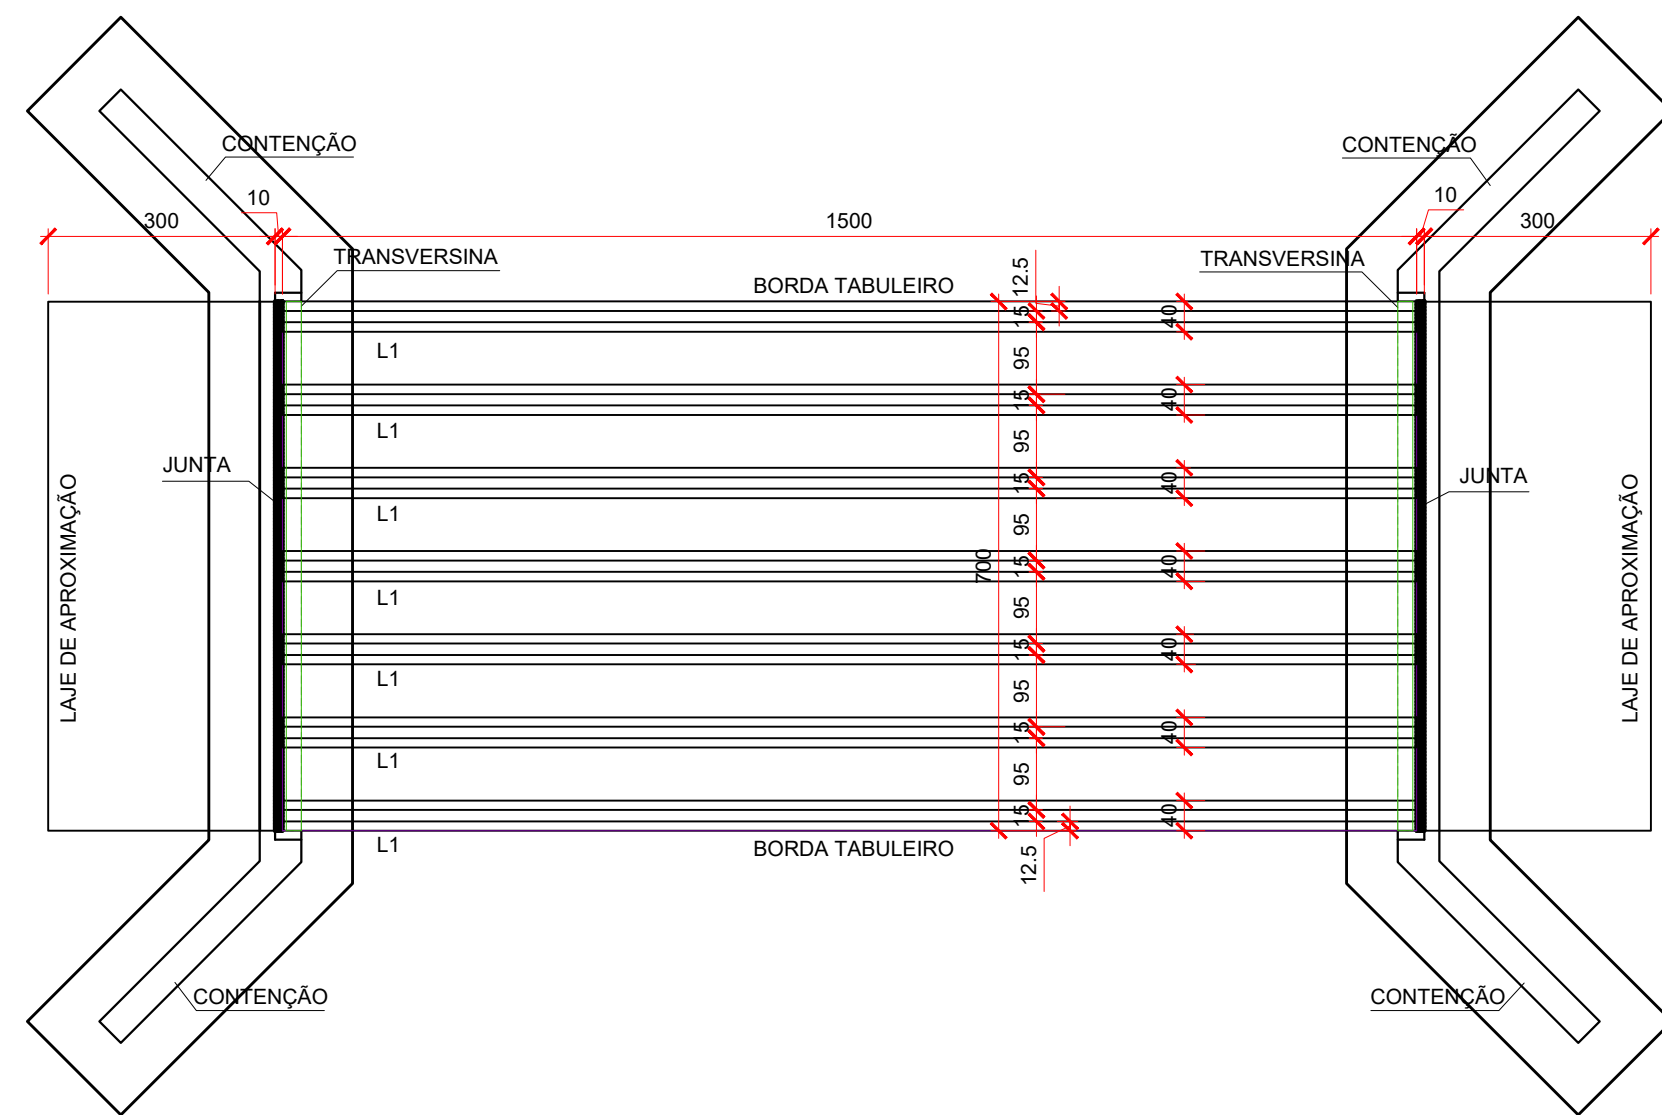 CONTENÇÃO
CONTENÇÃO
10
10
300
1500
300
TRANSVERSINA
TRANSVERSINA
BORDA TABULEIRO
12.5
15
40
L1
95
15
40
L1
95
15
40
JUNTA
JUNTA
L1
95
LAJE DE APROXIMAÇÃO
LAJE DE APROXIMAÇÃO
700
15
40
L1
95
15
40
L1
95
15
40
L1
95
15
40
L1
BORDA TABULEIRO
12.5
CONTENÇÃO
CONTENÇÃO